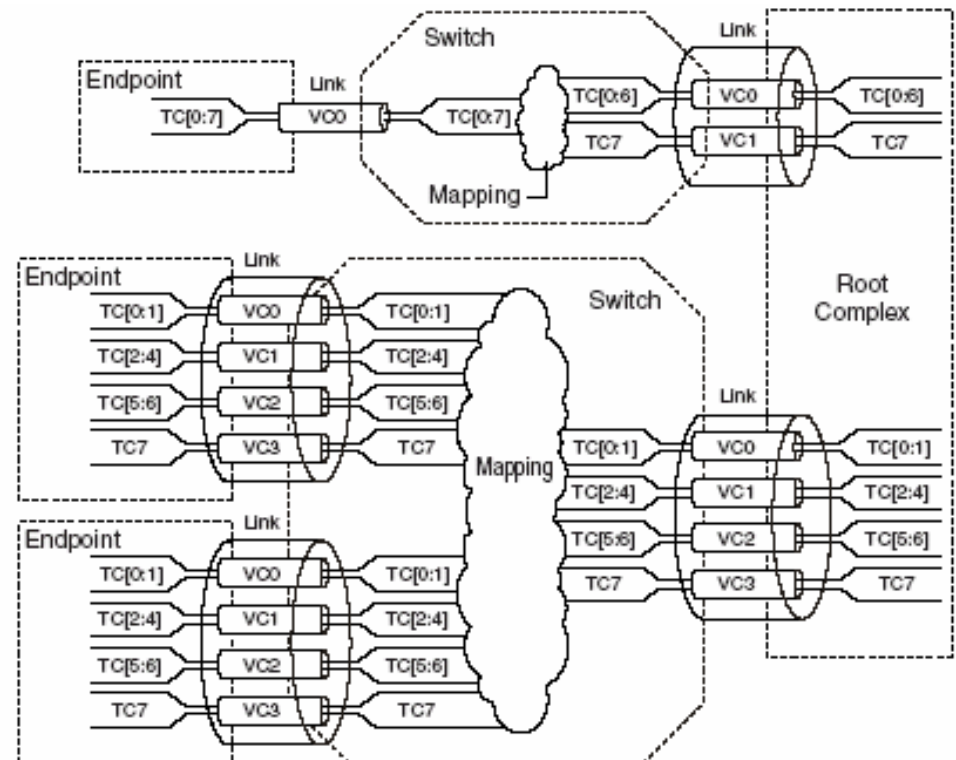 Switch
Link
Endpoint
Link
TC[0:7]
VC0
TC[0:7]
TC[0:6]
VC0
TC[0:6]
TC7
VC1
TC7
Mapping
Link
Endpoint
TC[0:1]
VC0
TC[0:1]
Switch
Root
Complex
TC[2:4]
VC1
TC[2:4]
TC[5:6]
VC2
TC[5:6]
Link
TC7
VC3
TC7
Mapping
TC[0:1]
VC0
TC[0:1]
TC[2:4]
VC1
TC[2:4]
Link
Endpoint
TC[5:6]
VC2
TC[5:6]
TC[0:1]
VC0
TC[0:1]
TC7
VC3
TC7
TC[2:4]
VC1
TC[2:4]
TC[5:6]
VC2
TC[5:6]
TC7
VC3
TC7